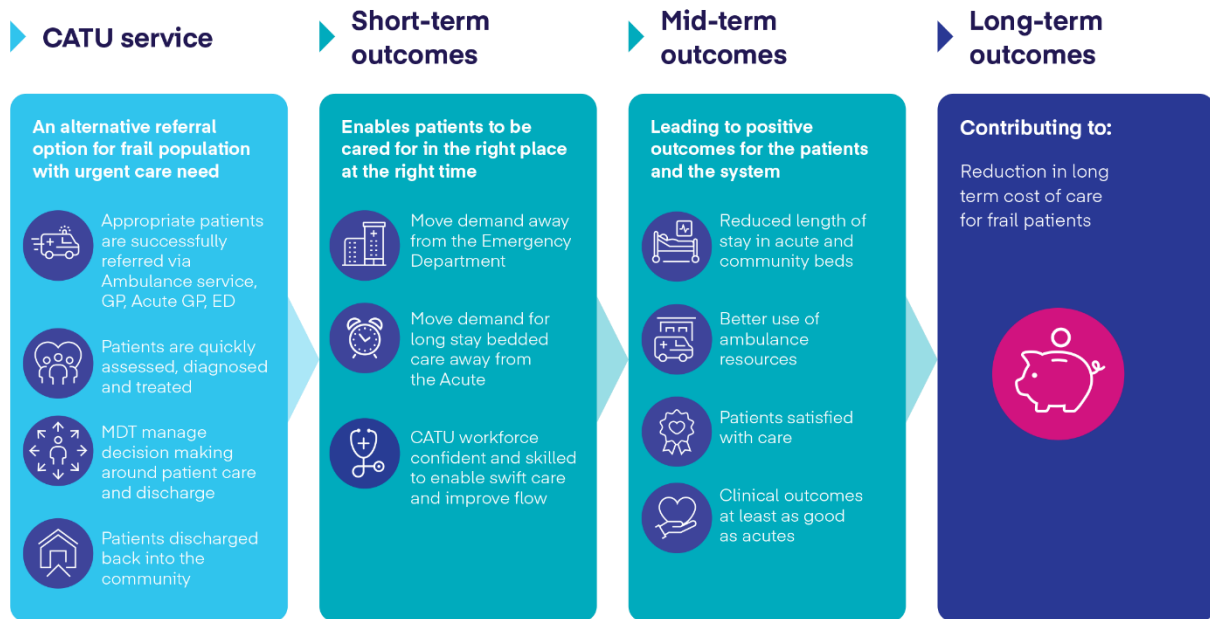 CATU service
An alternative referral
option for frail population
with urgent care need
Appropriate patients
are successfully
referred via
Ambulance service,
GP, Acute GP, ED
Patients are quickly
assessed, diagnosed
and treated
MDT manage
decision making
around patient care
and discharge
Patients discharged
back into the
community
Short-term
outcomes
Enables patients to be
cared for in the right place
at the right time
Move demand away
from the Emergency
Department
Move demand for
long stay bedded
care away from
the Acute
CATU workforce
confident and skilled
to enable swift care
and improve flow
Mid-term
outcomes
Leading to positive
outcomes for the patients
and the system
Reduced length of
stay in acute and
community beds
Better use of
ambulance
resources
Patients satisfied
with care
Clinical outcomes
at least as good
as acutes
Long-term
outcomes
Contributing to:
Reduction in long
term cost of care
for frail patients